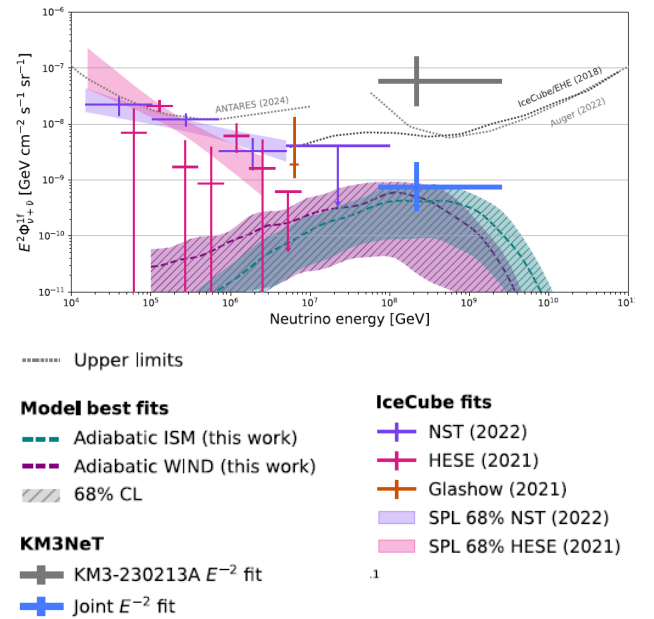 10⁻⁶
10⁻⁷
10⁻⁸
10⁻⁹
10⁻¹⁰
10⁻¹¹
E²Φ¹ᶠᵥ₊ᵥ̄ [GeV cm⁻² s⁻¹ sr⁻¹]
ANTARES (2024)
IceCube/EHE (2018)
Auger (2022)
10⁴ 10⁵ 10⁶ 10⁷ 10⁸ 10⁹ 10¹⁰ 10¹¹
Neutrino energy [GeV]
Upper limits
Model best fits
Adiabatic ISM (this work)
Adiabatic WIND (this work)
68% CL
KM3NeT
KM3-230213A E⁻² fit
Joint E⁻² fit
IceCube fits
NST (2022)
HESE (2021)
Glashow (2021)
SPL 68% NST (2022)
SPL 68% HESE (2021)
.1